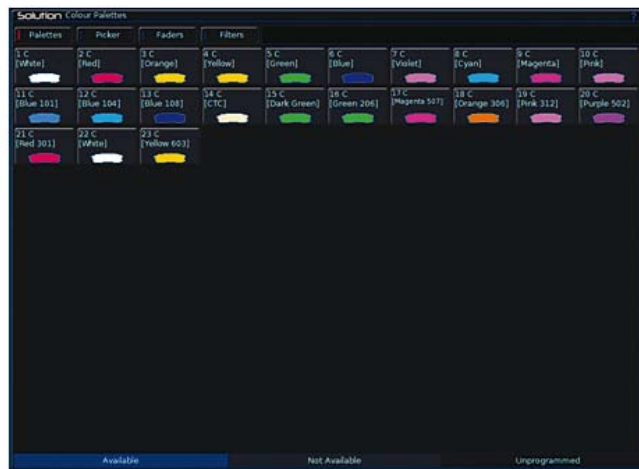 Solution Colour Palettes ?
Palettes Picker Faders Filters
1 C 2 C 3 C 4 C 5 C 6 C 7 C 8 C 9 C 10 C
[White] [Red] [Orange] [Yellow] [Green] [Blue] [Violet] [Cyan] [Magenta] [Pink]
11 C 12 C 13 C 14 C 15 C 16 C 17 C 18 C 19 C 20 C
[Blue 101] [Blue 104] [Blue 108] [CTC] [Dark Green] [Green 206] [Magenta 507] [Orange 306] [Pink 312] [Purple 502]
21 C 22 C 23 C
[Red 301] [White] [Yellow 603]
Available Not Available Unprogrammed